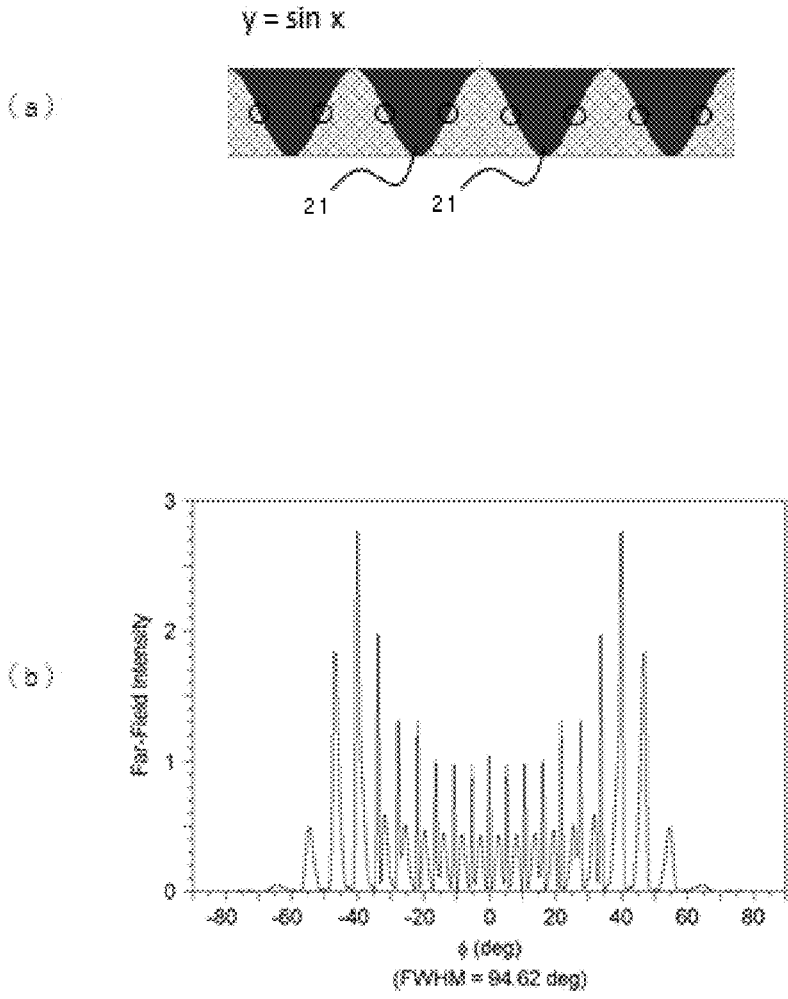 y = sin x
(a)
21 21
(b)
Far-Field Intensity
3
2
1
0
-80 -60 -40 -20 0 20 40 60 80
ϕ (deg)
(FWHM = 94.62 deg)